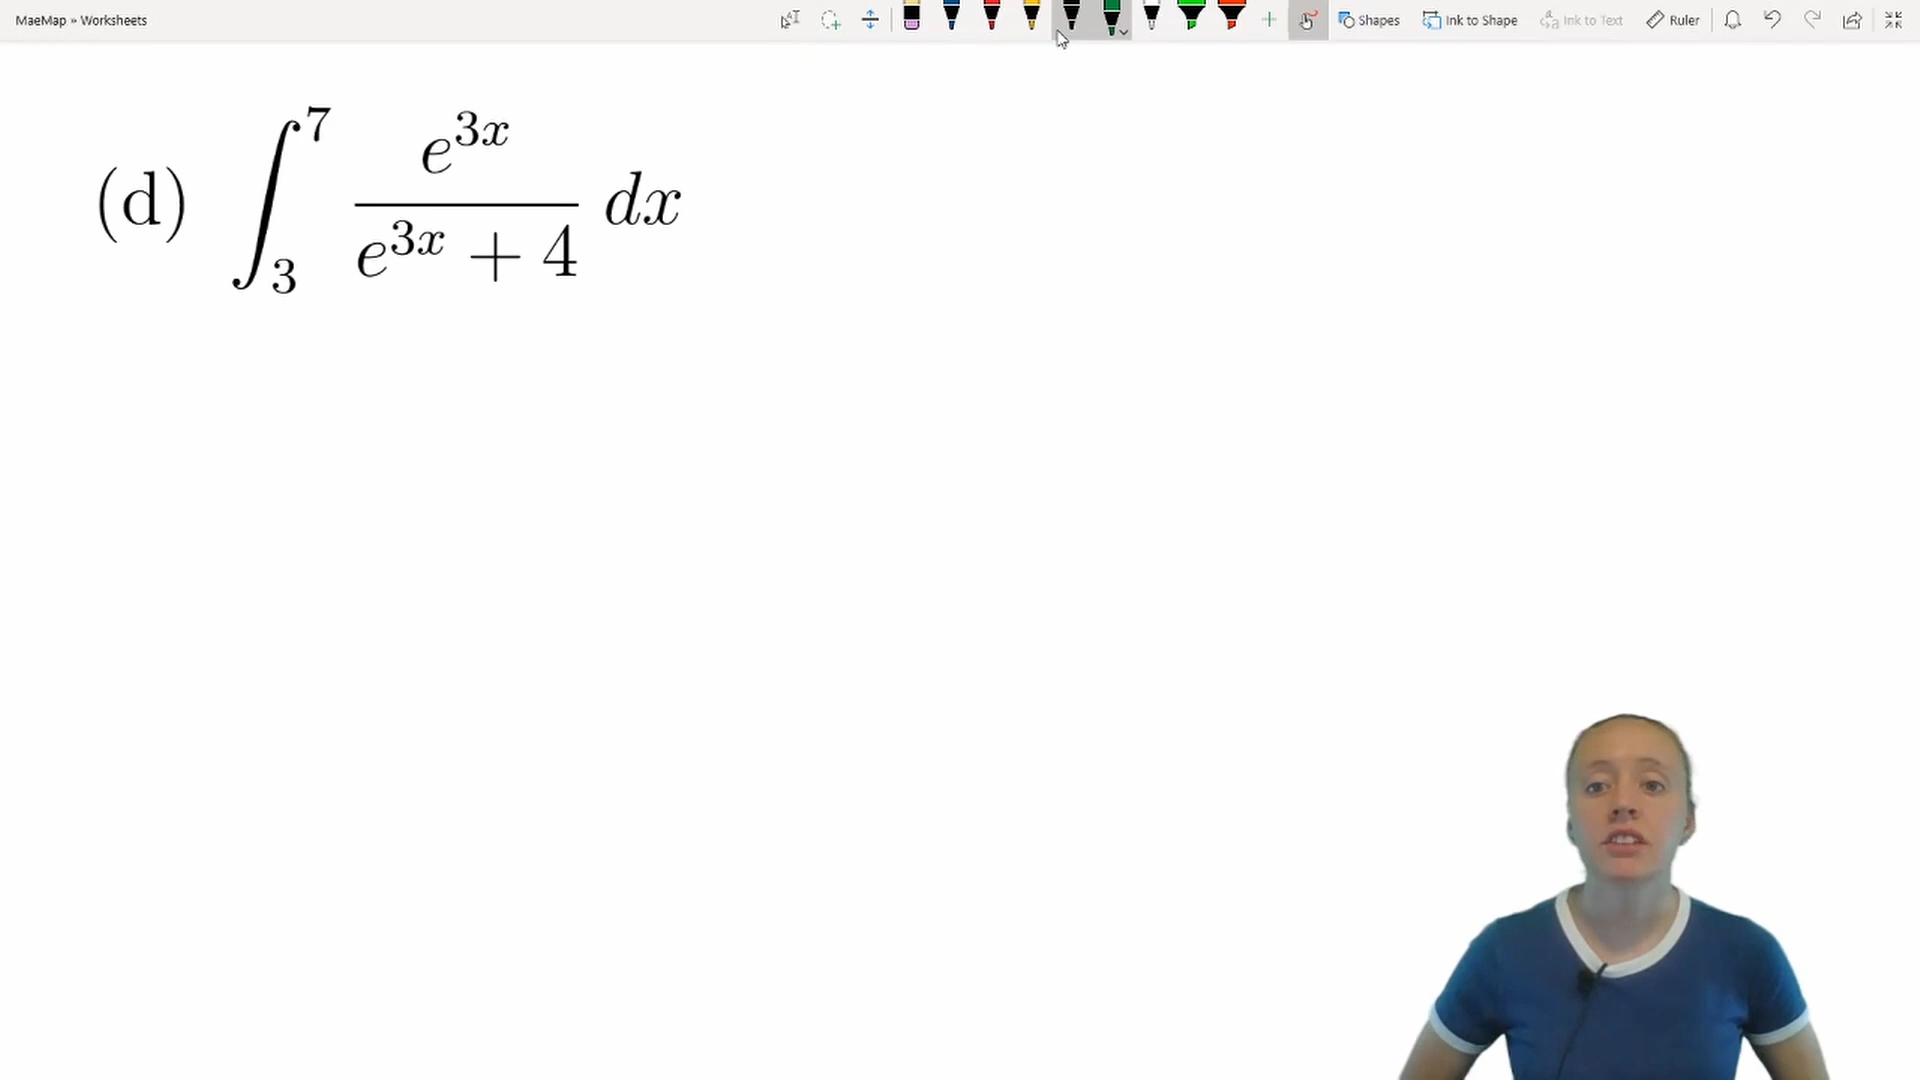 MaeMap » Worksheets
Shapes
Ink to Shape
Ink to Text
Ruler
(d) ∫₃⁷ e^{3x} / (e^{3x} + 4) dx